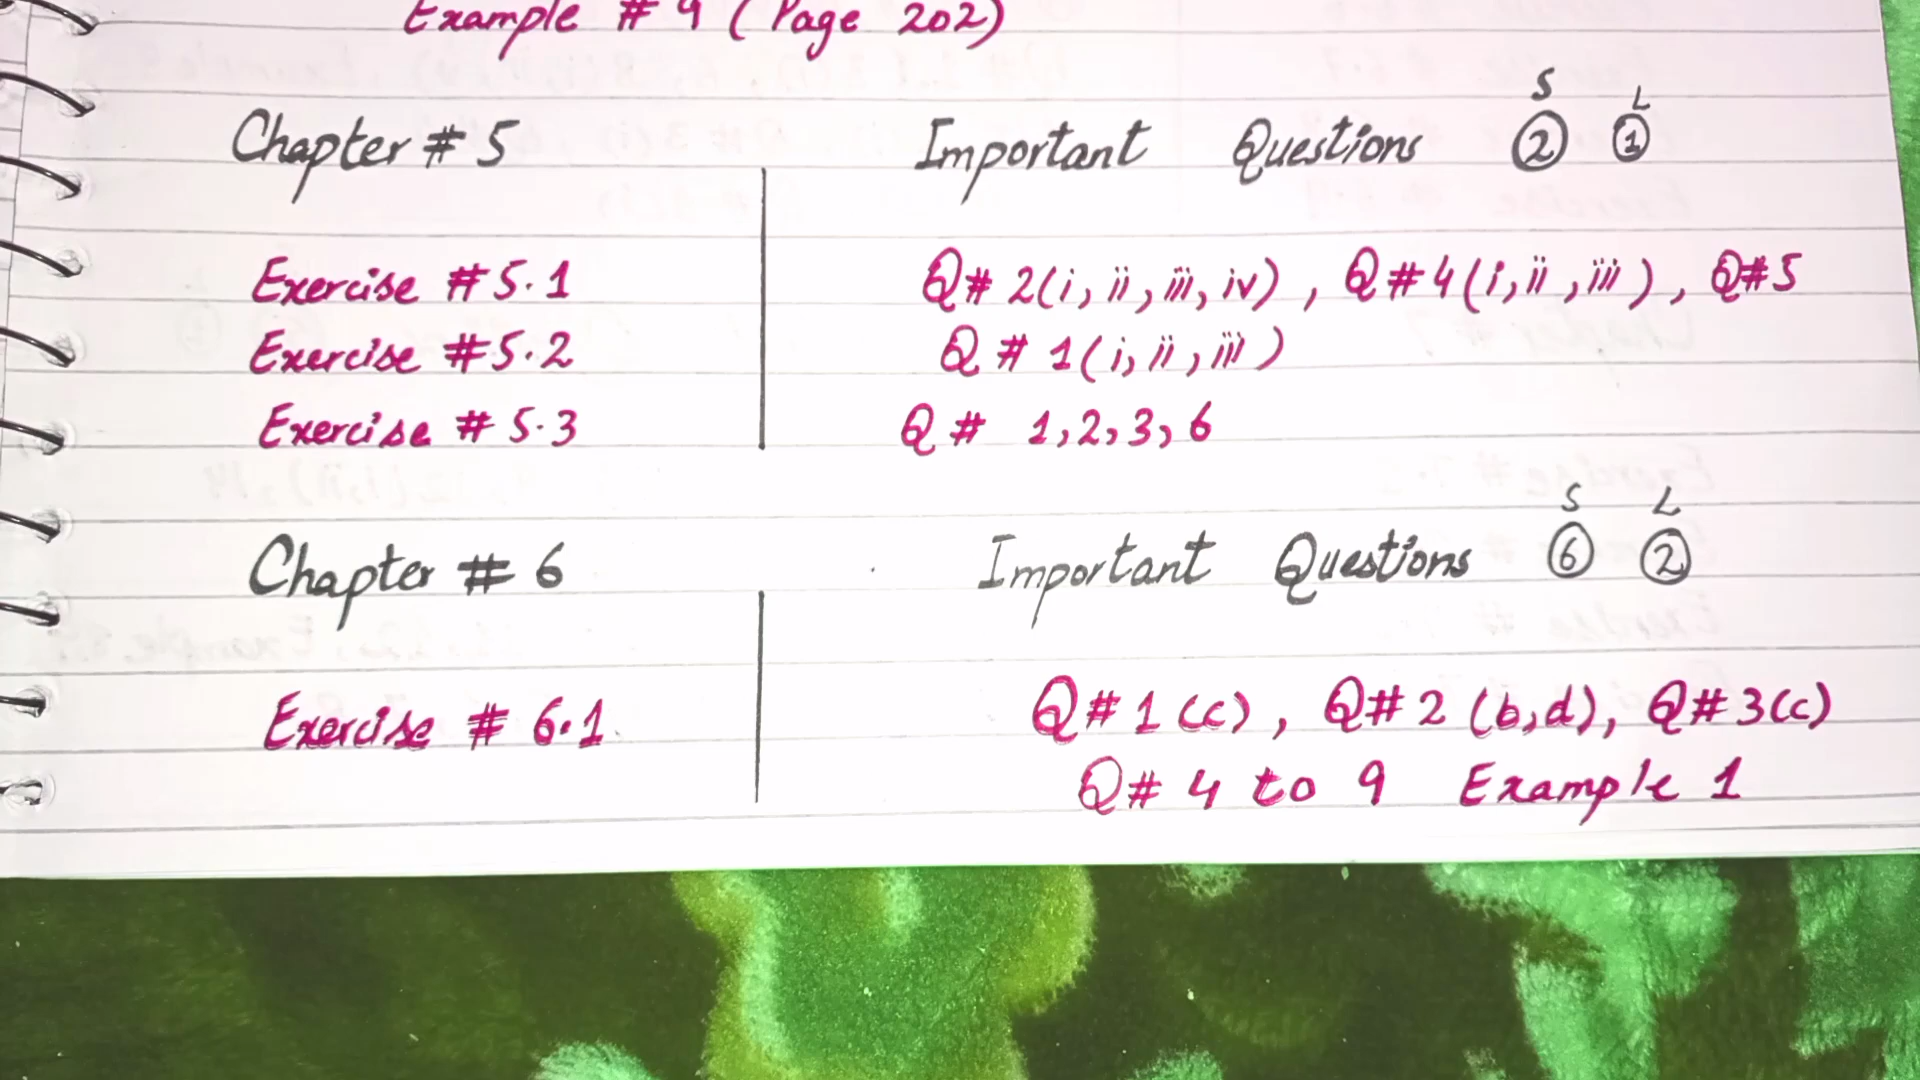 Example # 9 (Page 202)
Chapter # 5 Important Questions S 2 L 1
Exercise # 5.1 Q# 2(i, ii, iii, iv), Q# 4(i, ii, iii), Q#5
Exercise #5.2 Q # 1(i, ii, iii)
Exercise # 5.3 Q # 1,2,3,6
Chapter # 6 Important Questions S 6 L 2
Exercise # 6.1 Q# 1(c), Q# 2 (b,d), Q# 3(c)
Q# 4 to 9 Example 1